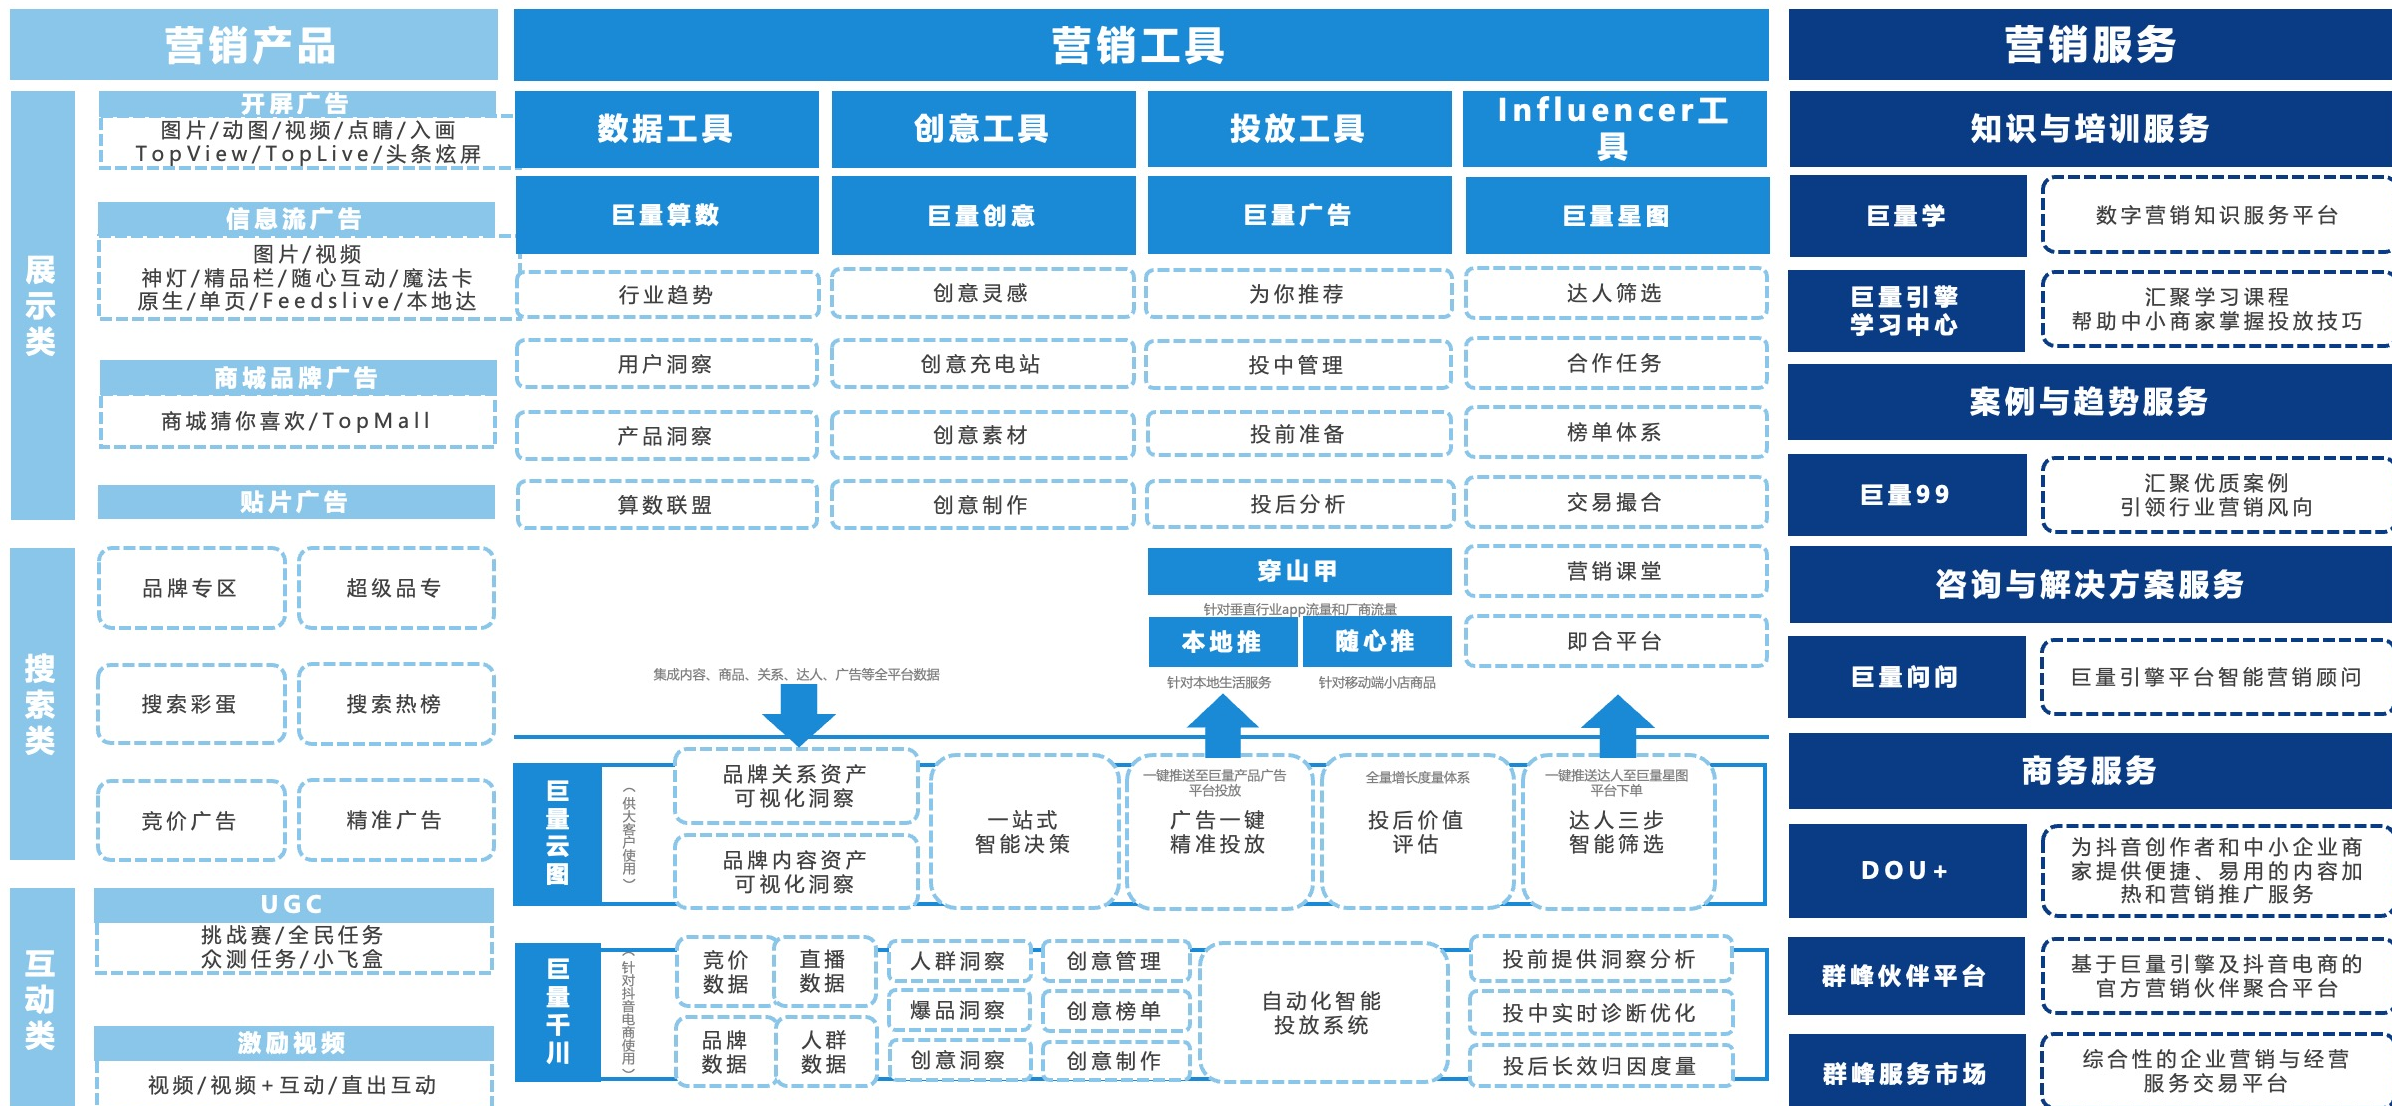 营销产品
展示类
开屏广告
图片/动图/视频/点睛/入画
TopView/TopLive/头条炫屏
信息流广告
图片/视频
神灯/精品栏/随心互动/魔法卡
原生/单页/Feedslive/本地达
商城品牌广告
商城猜你喜欢/TopMall
贴片广告
搜索类
品牌专区
超级品专
搜索彩蛋
搜索热榜
竞价广告
精准广告
互动类
UGC
挑战赛/全民任务
众测任务/小飞盒
激励视频
视频/视频+互动/直出互动
营销工具
数据工具
巨量算数
行业趋势
用户洞察
产品洞察
算数联盟
创意工具
巨量创意
创意灵感
创意充电站
创意素材
创意制作
投放工具
巨量广告
为你推荐
投中管理
投前准备
投后分析
穿山甲
针对垂直行业app流量和厂商流量
本地推
随心推
针对本地生活服务
针对移动端小店商品
Influencer工
具
巨量星图
达人筛选
合作任务
榜单体系
交易撮合
营销课堂
即合平台
集成内容、商品、关系、达人、广告等全平台数据
巨量云图
（供大客户使用）
品牌关系资产
可视化洞察
品牌内容资产
可视化洞察
一站式
智能决策
一键推送至巨量产品广告
平台投放
广告一键
精准投放
全量增长度量体系
投后价值
评估
一键推送达人至巨量星图
平台下单
达人三步
智能筛选
巨量千川
（针对抖音电商使用）
竞价
数据
直播
数据
品牌
数据
人群
数据
人群洞察
爆品洞察
创意洞察
创意管理
创意榜单
创意制作
自动化智能
投放系统
投前提供洞察分析
投中实时诊断优化
投后长效归因度量
营销服务
知识与培训服务
巨量学
数字营销知识服务平台
巨量引擎
学习中心
汇聚学习课程
帮助中小商家掌握投放技巧
案例与趋势服务
巨量99
汇聚优质案例
引领行业营销风向
咨询与解决方案服务
巨量问问
巨量引擎平台智能营销顾问
商务服务
DOU+
为抖音创作者和中小企业商
家提供便捷、易用的内容加
热和营销推广服务
群峰伙伴平台
基于巨量引擎及抖音电商的
官方营销伙伴聚合平台
群峰服务市场
综合性的企业营销与经营
服务交易平台